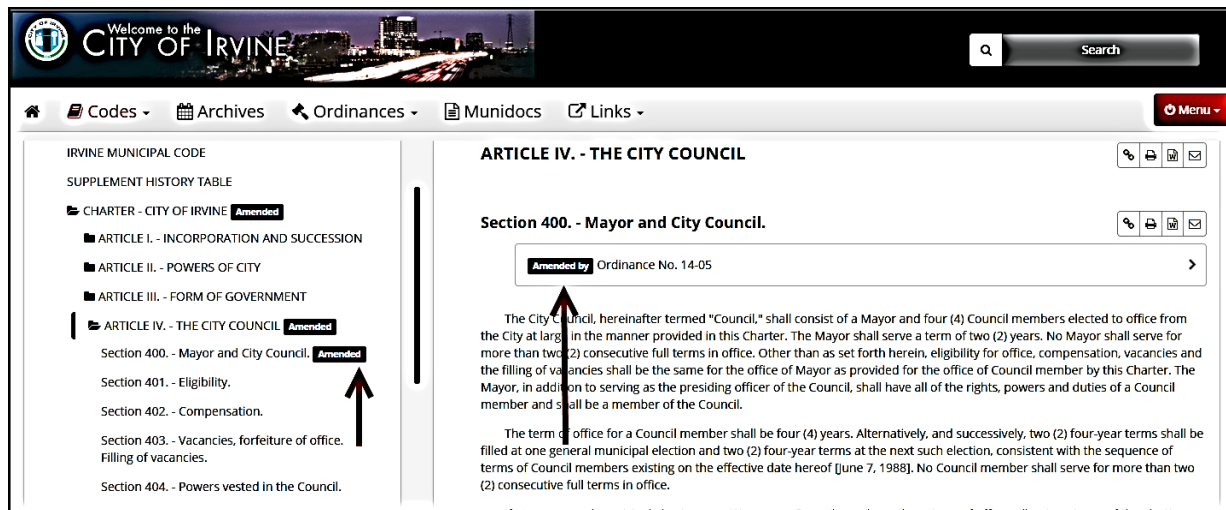 Welcome to the
CITY OF IRVINE
Search
Codes
Archives
Ordinances
Munidocs
Links
Menu
IRVINE MUNICIPAL CODE
SUPPLEMENT HISTORY TABLE
CHARTER - CITY OF IRVINE Amended
ARTICLE I. - INCORPORATION AND SUCCESSION
ARTICLE II. - POWERS OF CITY
ARTICLE III. - FORM OF GOVERNMENT
ARTICLE IV. - THE CITY COUNCIL Amended
Section 400. - Mayor and City Council. Amended
Section 401. - Eligibility.
Section 402. - Compensation.
Section 403. - Vacancies, forfeiture of office.
Filling of vacancies.
Section 404. - Powers vested in the Council.
ARTICLE IV. - THE CITY COUNCIL
Section 400. - Mayor and City Council.
Amended by Ordinance No. 14-05
The City Council, hereinafter termed "Council," shall consist of a Mayor and four (4) Council members elected to office from
the City at large in the manner provided in this Charter. The Mayor shall serve a term of two (2) years. No Mayor shall serve for
more than two (2) consecutive full terms in office. Other than as set forth herein, eligibility for office, compensation, vacancies and
the filling of vacancies shall be the same for the office of Mayor as provided for the office of Council member by this Charter. The
Mayor, in addition to serving as the presiding officer of the Council, shall have all of the rights, powers and duties of a Council
member and shall be a member of the Council.
The term of office for a Council member shall be four (4) years. Alternatively, and successively, two (2) four-year terms shall be
filled at one general municipal election and two (2) four-year terms at the next such election, consistent with the sequence of
terms of Council members existing on the effective date hereof [June 7, 1988]. No Council member shall serve for more than two
(2) consecutive full terms in office.